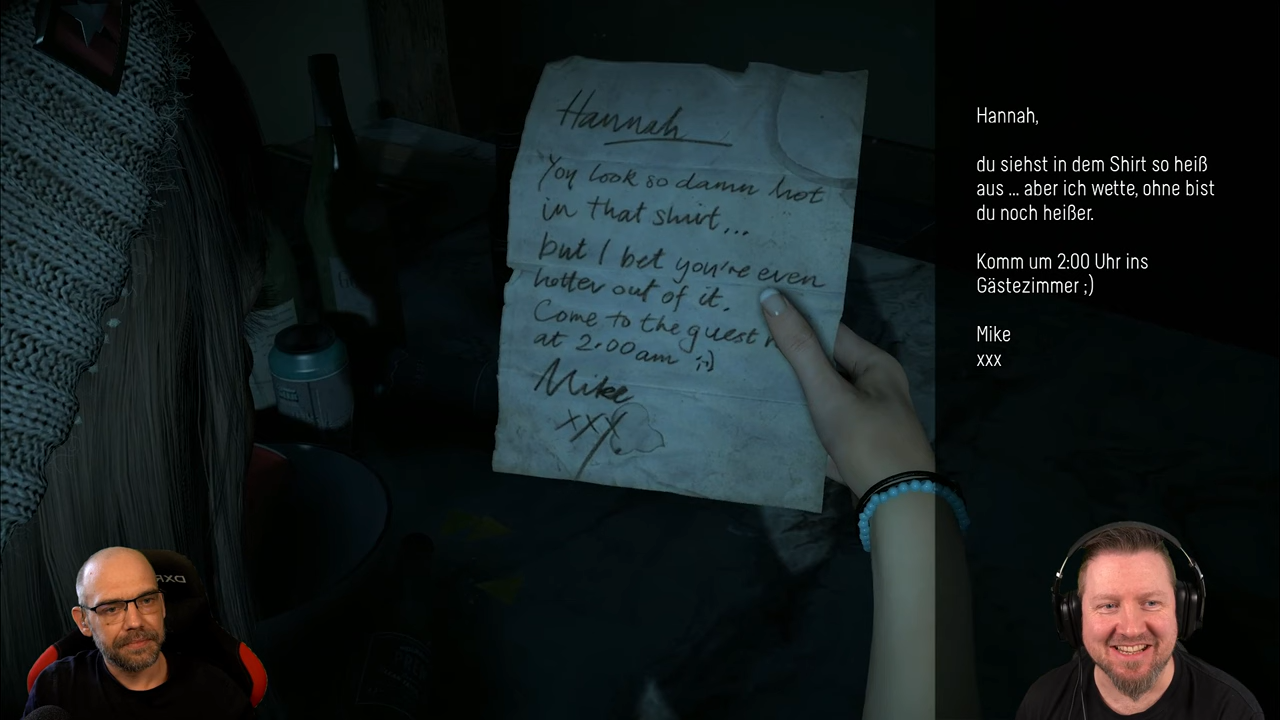 Hannah
You look so damn hot
in that shirt...
but I bet you're even
hotter out of it.
Come to the guest
at 2.00am ;)
Mike
xxx
Hannah,
du siehst in dem Shirt so heiß
aus ... aber ich wette, ohne bist
du noch heißer.
Komm um 2:00 Uhr ins
Gästezimmer ;)
Mike
xxx